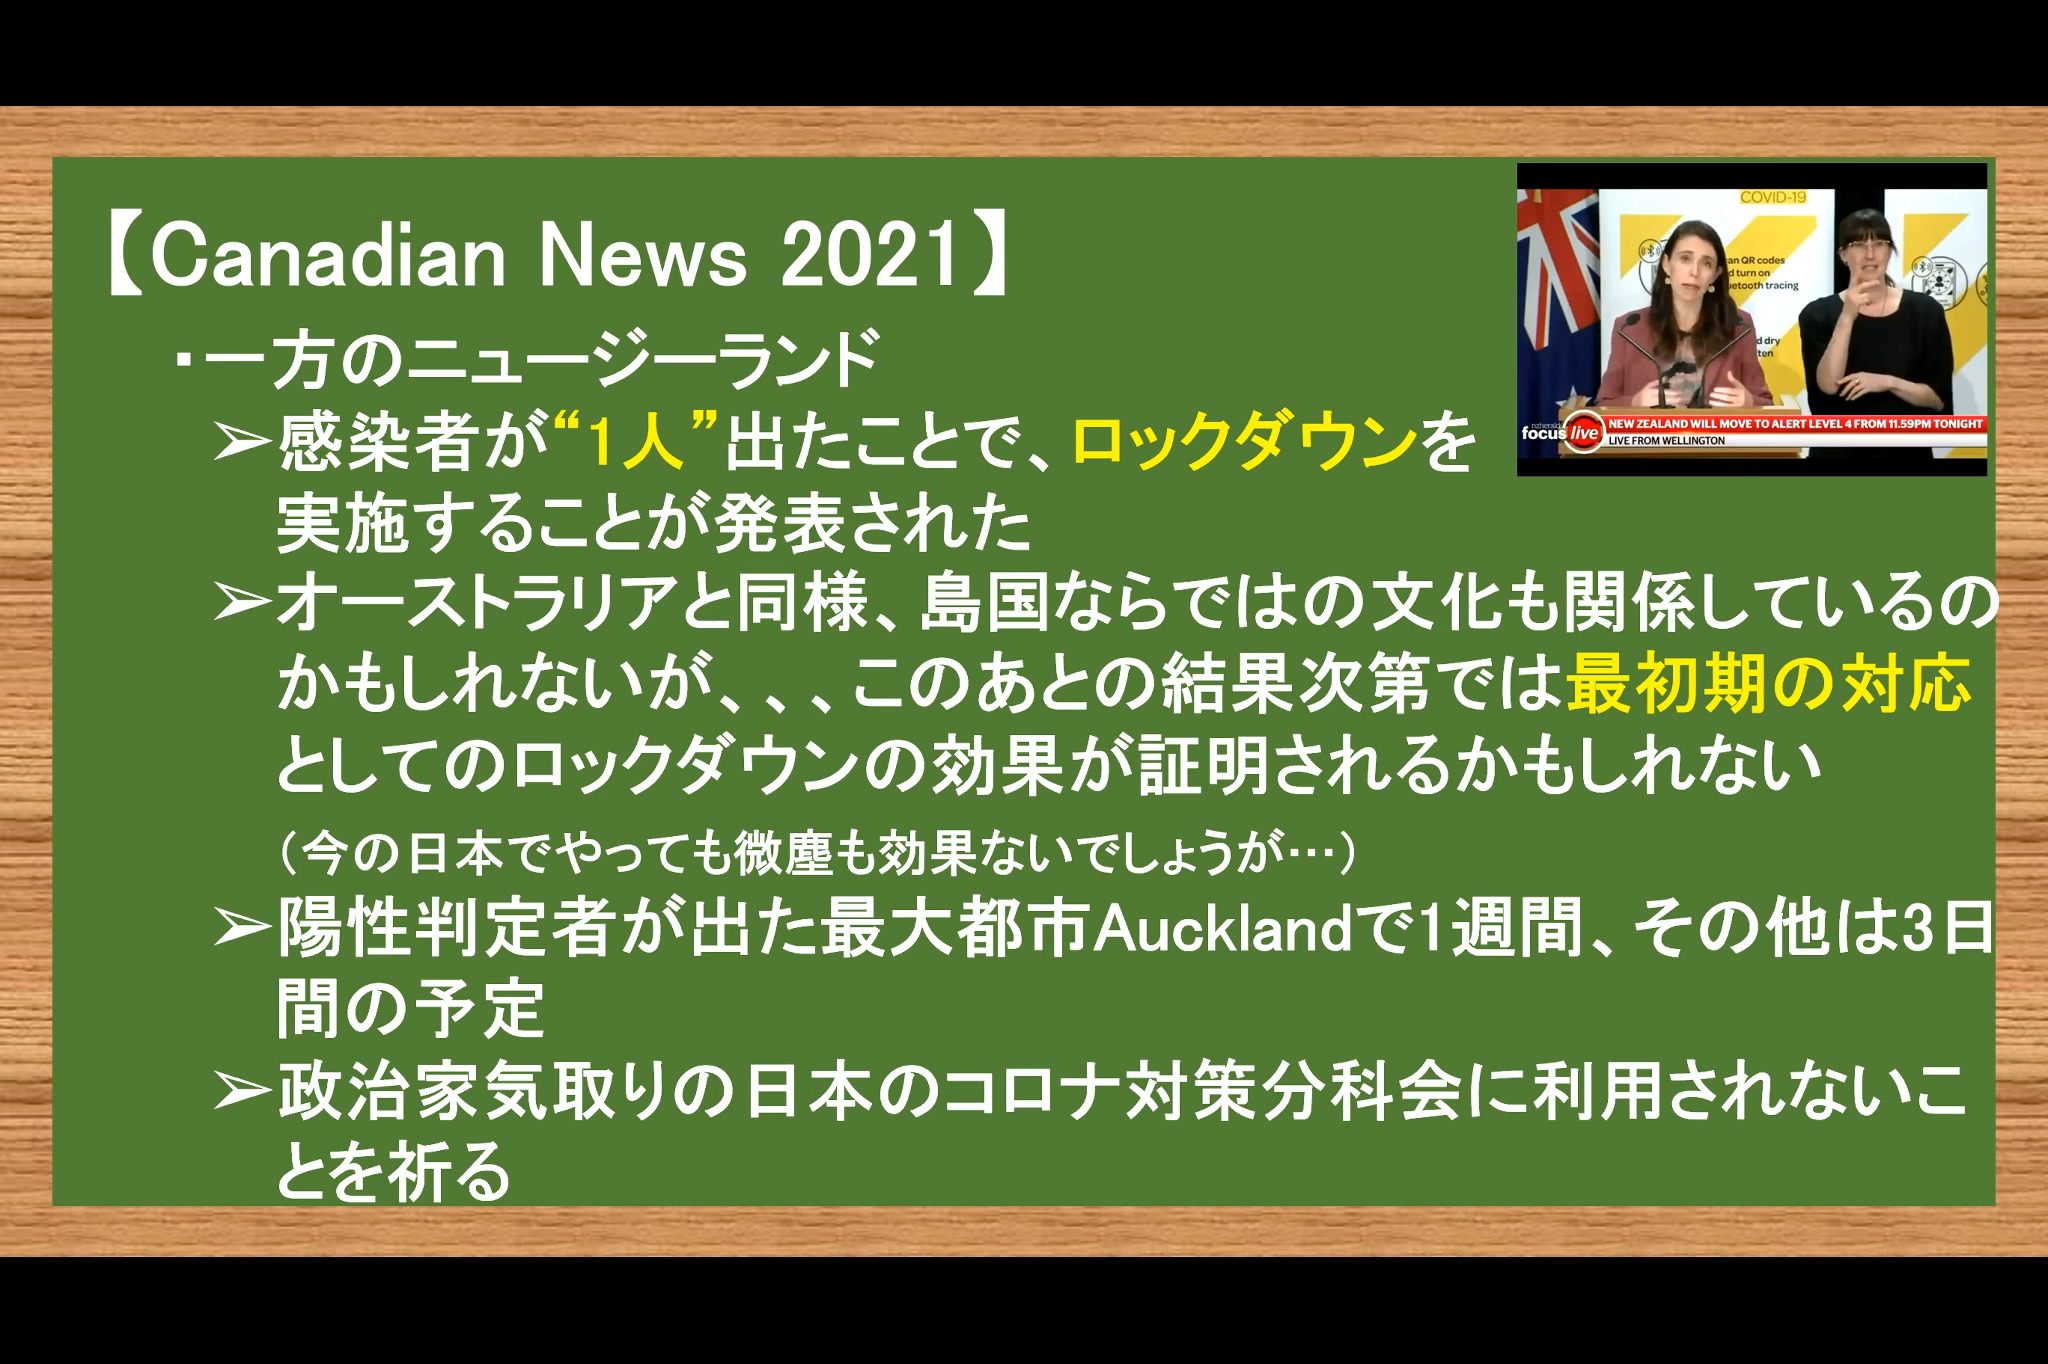 【Canadian News 2021】
・一方のニュージーランド
➢感染者が“1人”出たことで、ロックダウンを
実施することが発表された
➢オーストラリアと同様、島国ならではの文化も関係しているの
かもしれないが、、、このあとの結果次第では最初期の対応
としてのロックダウンの効果が証明されるかもしれない
（今の日本でやっても微塵も効果ないでしょうが…）
➢陽性判定者が出た最大都市Aucklandで1週間、その他は3日
間の予定
➢政治家気取りの日本のコロナ対策分科会に利用されないこ
とを祈る
COVID-19
can QR codes
d turn on
uetooth tracing
d dry
ten
nzherald
focus live
NEW ZEALAND WILL MOVE TO ALERT LEVEL 4 FROM 11.59PM TONIGHT
LIVE FROM WELLINGTON